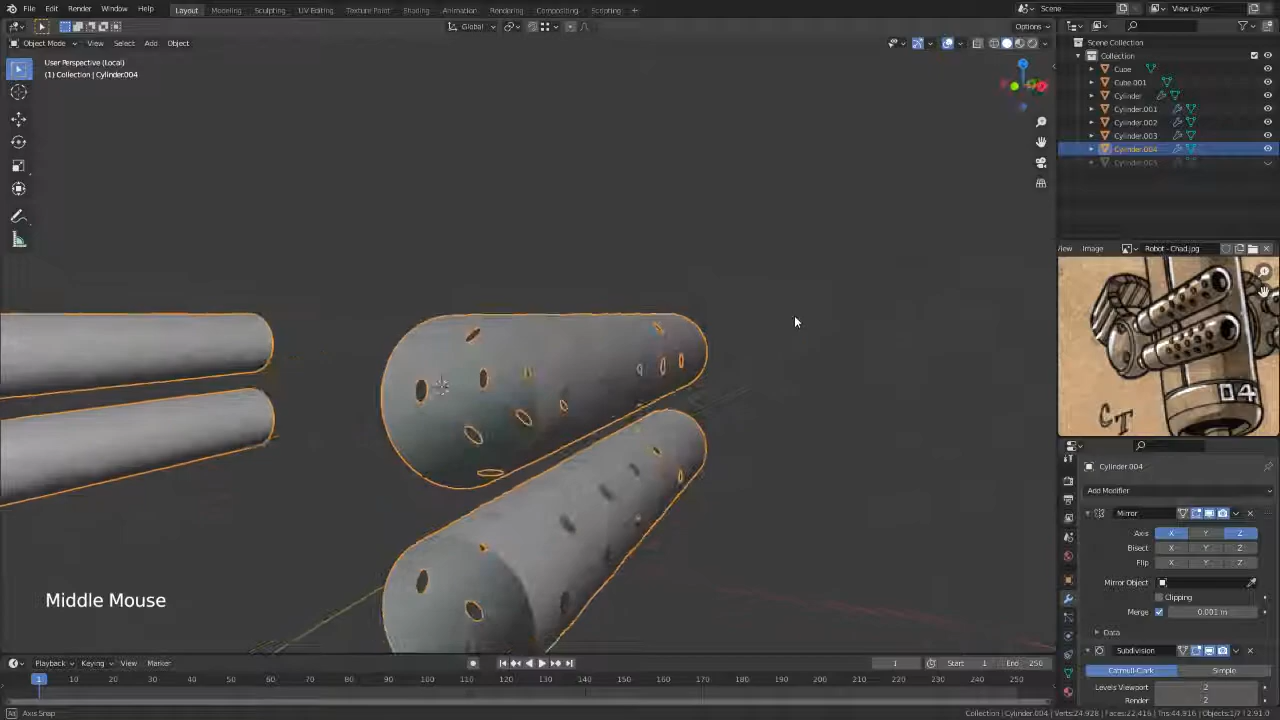 File Edit Render Window Help
Layout Modeling Sculpting UV Editing Texture Paint Shading Animation Rendering Compositing Scripting
Scene
View Layer
Global
Options
Object Mode View Select Add Object
User Perspective (Local)
(1) Collection | Cylinder.004
Scene Collection
Collection
Cube
Cube.001
Cylinder
Cylinder.001
Cylinder.002
Cylinder.003
Cylinder.004
Cylinder.005
View Image Robot - Chad.jpg
04
CT
Cylinder.004
Add Modifier
Mirror
Axis X Y Z
Bisect X Y Z
Flip X Y Z
Mirror Object
Clipping
Merge 0.001 m
Data
Subdivision
Catmull-Clark Simple
Levels Viewport 2
Render 2
Middle Mouse
Playback Keying View Marker
1 Start 1 End 250
1 10 20 30 40 50 60 70 80 90 100 110 120 130 140 150 160 170 180 190 200 210 220 230 240 250
Axis Snap
Collection | Cylinder.004